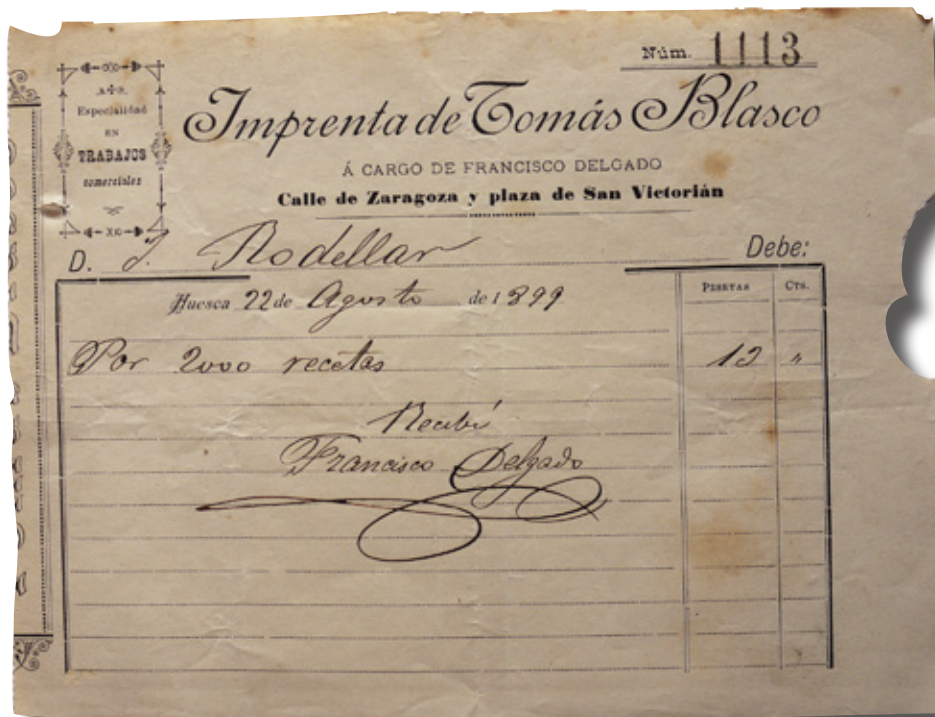 Núm. 1113
Especialidad
EN
TRABAJOS
comerciales
Imprenta de Tomás Blasco
Á CARGO DE FRANCISCO DELGADO
Calle de Zaragoza y plaza de San Victorián
D. J. Rodellar Debe:
Huesca 22 de Agosto de 1899
PESETAS CTS.
Por 2000 recetas "
Recibí
Francisco Delgado